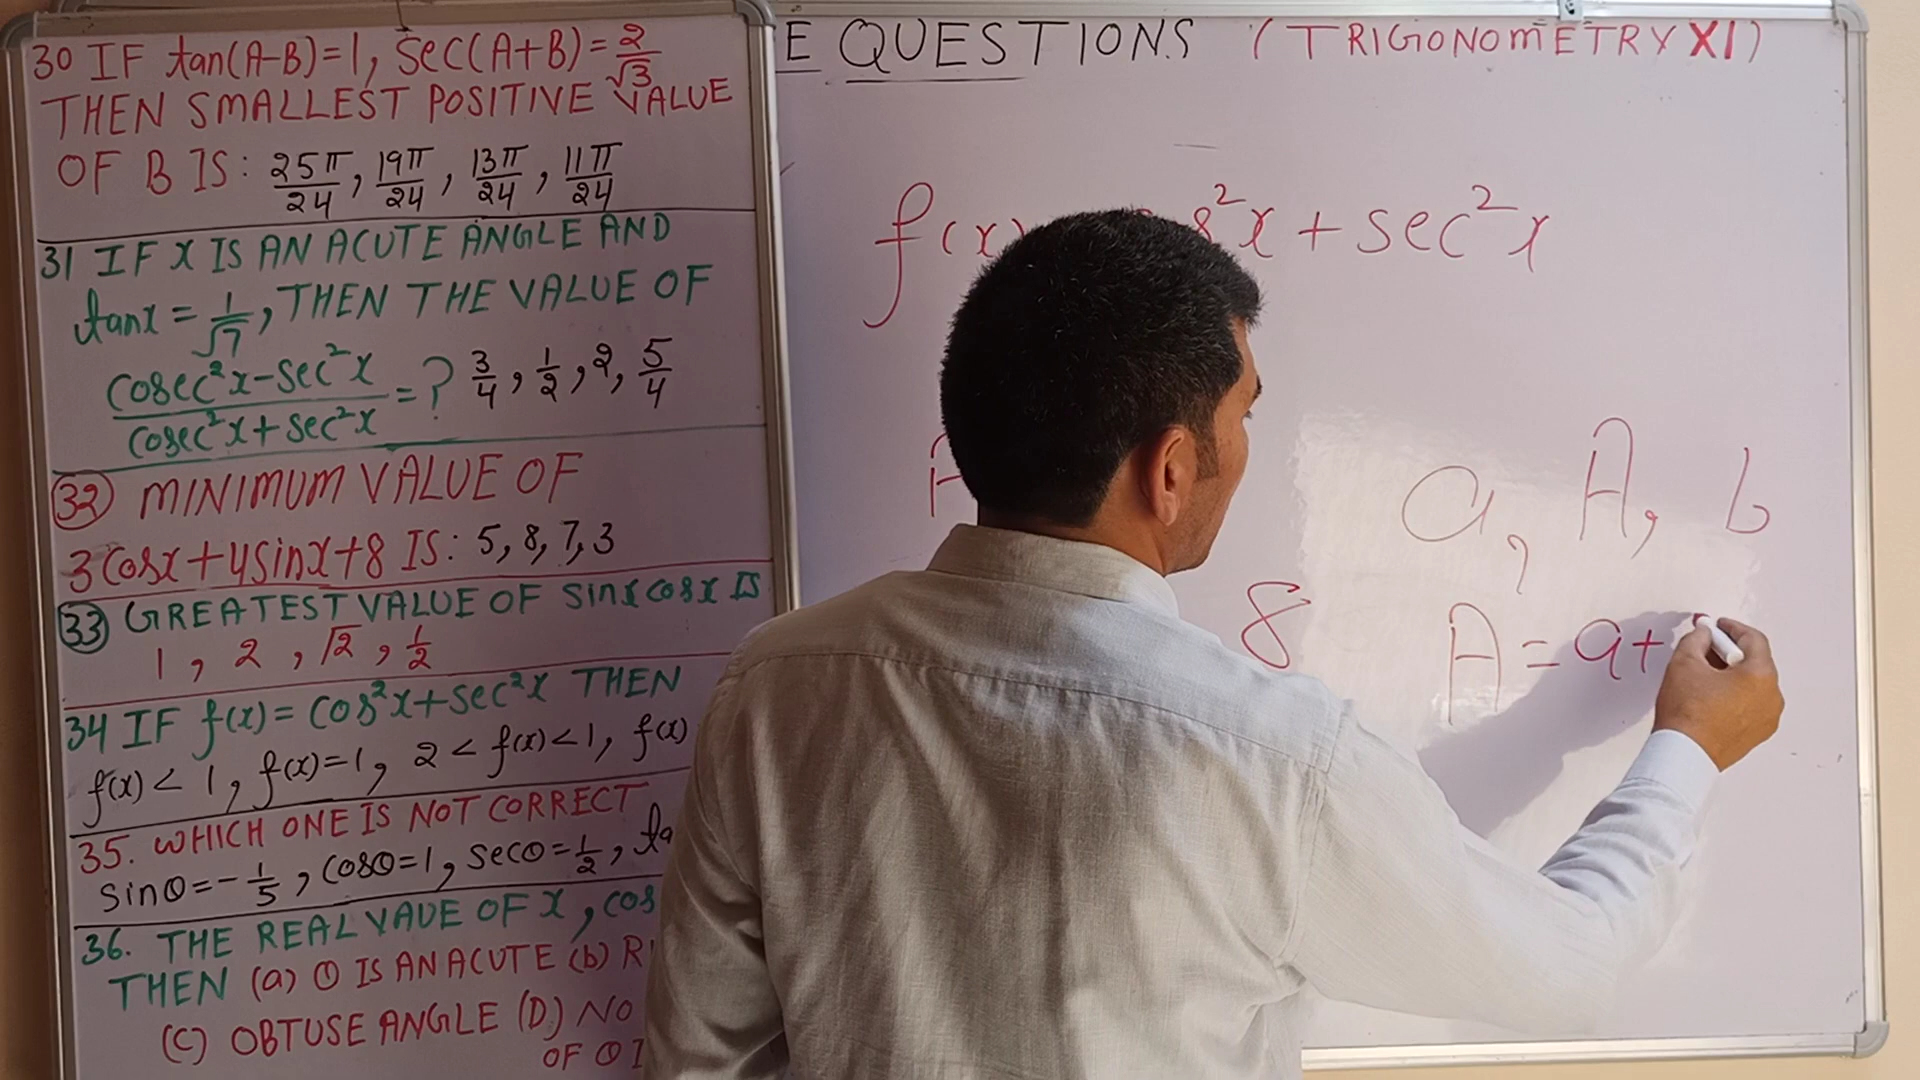 30 IF tan(A-B)=1, sec(A+B)=2/√3
THEN SMALLEST POSITIVE VALUE
OF B IS: 25π/24, 19π/24, 13π/24, 11π/24
31 IF X IS AN ACUTE ANGLE AND
tanx = 1/√7, THEN THE VALUE OF
cosec²x-sec²x/cosec²x+sec²x = ? 3/4, 1/2, 2, 5/4
32 MINIMUM VALUE OF
3cosx+4sinx+8 IS: 5, 8, 7, 3
33 GREATEST VALUE OF sinx cosx IS
1, 2, √2, 1/2
34 IF f(x)= cos²x+sec²x THEN
f(x)< 1, f(x)=1, 2 < f(x)<1, f(x)
35. WHICH ONE IS NOT CORRECT
sinθ=-1/5, cosθ=1, secθ=1/2, ta
36. THE REAL VAUE OF X, cos
THEN (a) θ IS AN ACUTE (b) R
(C) OBTUSE ANGLE (D) NO
OF θ I
E QUESTIONS (TRIGONOMETRY XI)
f(x) s²x + sec²x
a, A, b
8
A = a+